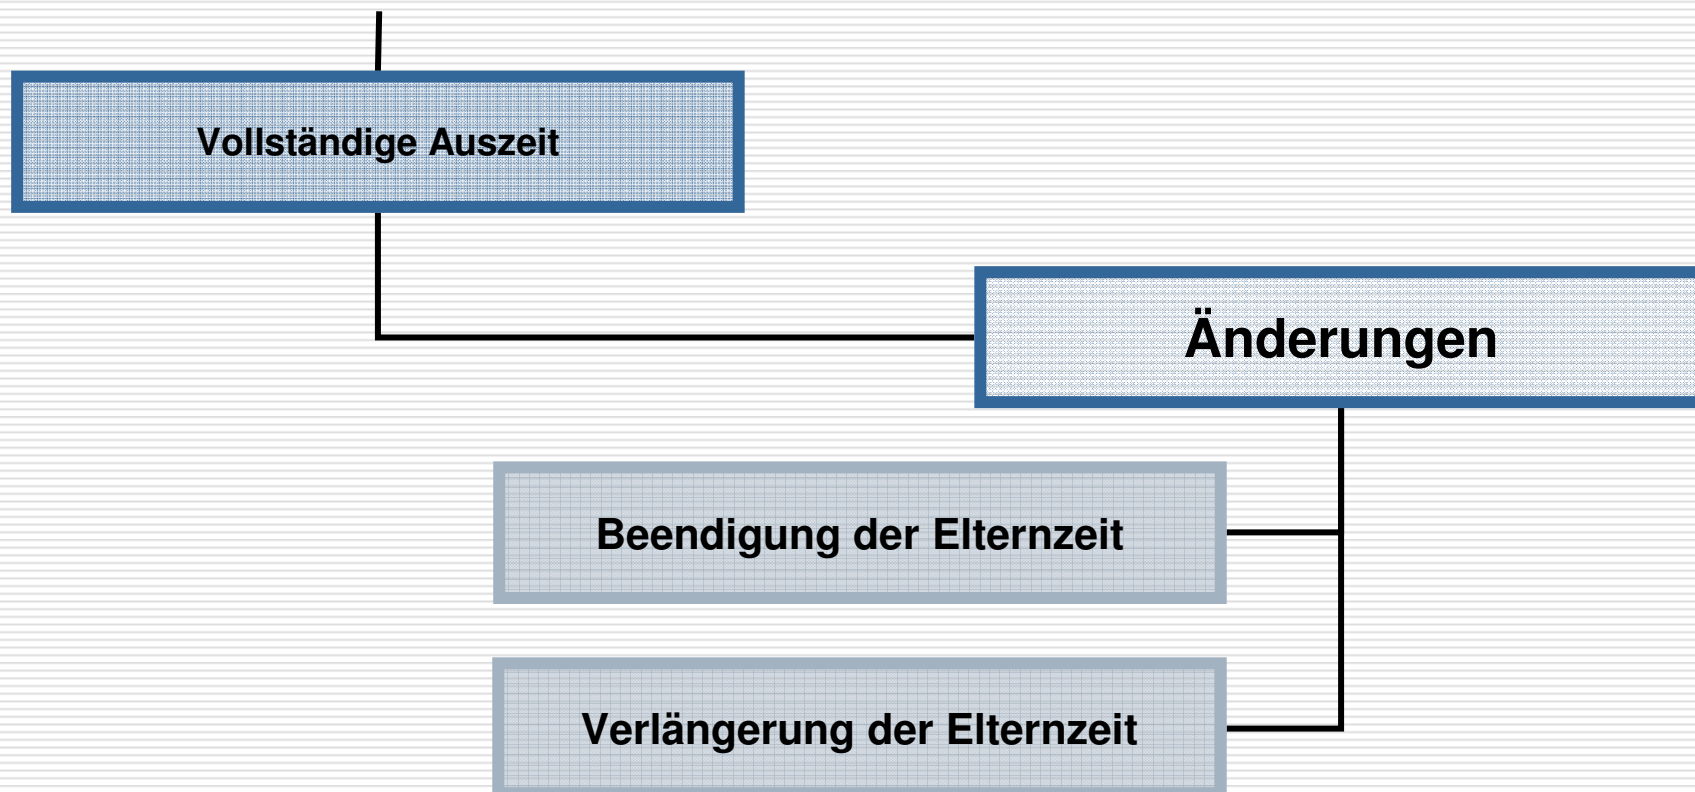 Vollständige Auszeit
Änderungen
Beendigung der Elternzeit
Verlängerung der Elternzeit